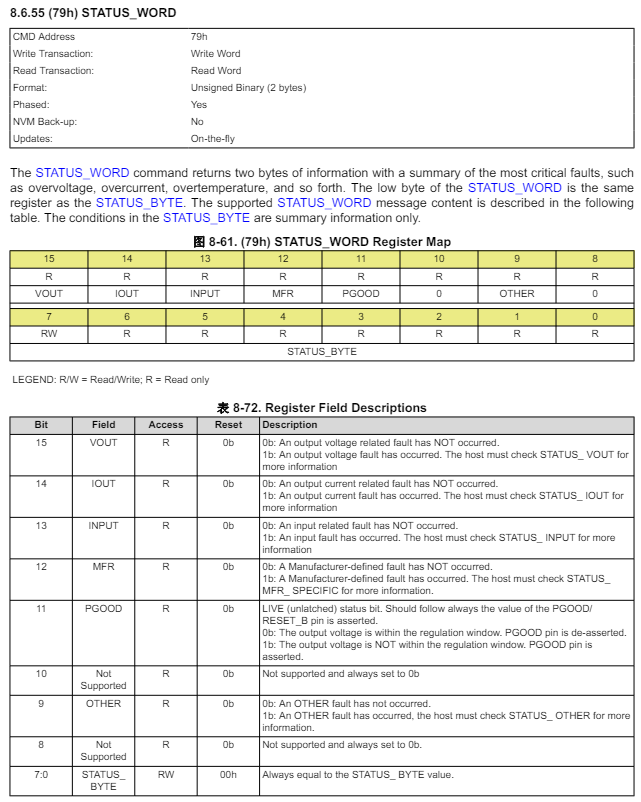 8.6.55 (79h) STATUS_WORD
CMD Address 79h
Write Transaction: Write Word
Read Transaction: Read Word
Format: Unsigned Binary (2 bytes)
Phased: Yes
NVM Back-up: No
Updates: On-the-fly
The STATUS_WORD command returns two bytes of information with a summary of the most critical faults, such
as overvoltage, overcurrent, overtemperature, and so forth. The low byte of the STATUS_WORD is the same
register as the STATUS_BYTE. The supported STATUS_WORD message content is described in the following
table. The conditions in the STATUS_BYTE are summary information only.
图 8-61. (79h) STATUS_WORD Register Map
15 14 13 12 11 10 9 8
R R R R R R R R
VOUT IOUT INPUT MFR PGOOD 0 OTHER 0
7 6 5 4 3 2 1 0
RW R R R R R R R
STATUS_BYTE
LEGEND: R/W = Read/Write; R = Read only
表 8-72. Register Field Descriptions
Bit Field Access Reset Description
15 VOUT R 0b 0b: An output voltage related fault has NOT occurred.
1b: An output voltage fault has occurred. The host must check STATUS_ VOUT for
more information
14 IOUT R 0b 0b: An output current related fault has NOT occurred.
1b: An output current fault has occurred. The host must check STATUS_ IOUT for
more information
13 INPUT R 0b 0b: An input related fault has NOT occurred.
1b: An input fault has occurred. The host must check STATUS_ INPUT for more
information
12 MFR R 0b 0b: A Manufacturer-defined fault has NOT occurred.
1b: A Manufacturer-defined fault has occurred. The host must check STATUS_
MFR_ SPECIFIC for more information.
11 PGOOD R 0b LIVE (unlatched) status bit. Should follow always the value of the PGOOD/
RESET_B pin is asserted.
0b: The output voltage is within the regulation window. PGOOD pin is de-asserted.
1b: The output voltage is NOT within the regulation window. PGOOD pin is
asserted.
10 Not R 0b Not supported and always set to 0b
Supported
9 OTHER R 0b 0b: An OTHER fault has not occurred.
1b: An OTHER fault has occurred, the host must check STATUS_ OTHER for more
information.
8 Not R 0b Not supported and always set to 0b.
Supported
7:0 STATUS_ RW 00h Always equal to the STATUS_ BYTE value.
BYTE